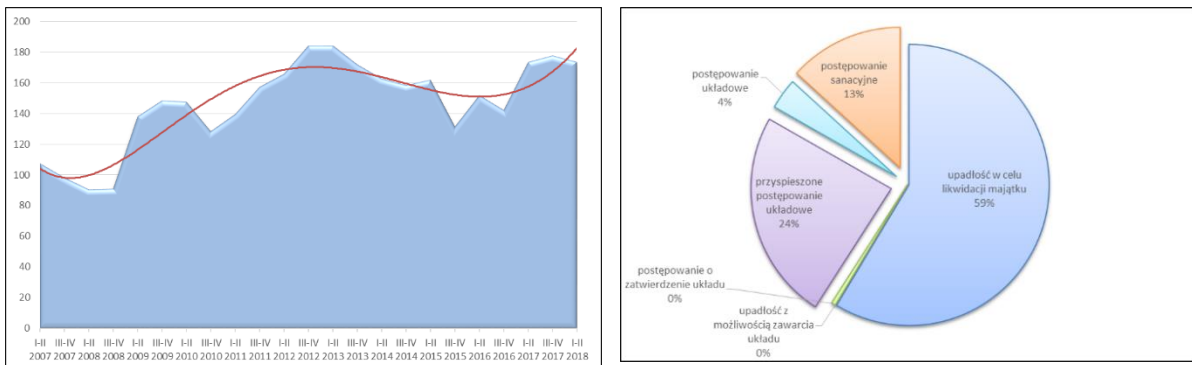 200
180
160
140
120
100
80
60
40
20
0
I-II III-IV I-II III-IV I-II III-IV I-II III-IV I-II III-IV I-II III-IV I-II III-IV I-II III-IV I-II III-IV I-II III-IV I-II III-IV I-II
2007 2007 2008 2008 2009 2009 2010 2010 2011 2011 2012 2012 2013 2013 2014 2014 2015 2015 2016 2016 2017 2017 2018
postępowanie
sanacyjne
13%
postępowanie
układowe
4%
upadłość w celu
likwidacji majątku
59%
przyspieszone
postępowanie
układowe
24%
postępowanie o
zatwierdzenie układu
0%
upadłość z
możliwością zawarcia
układu
0%